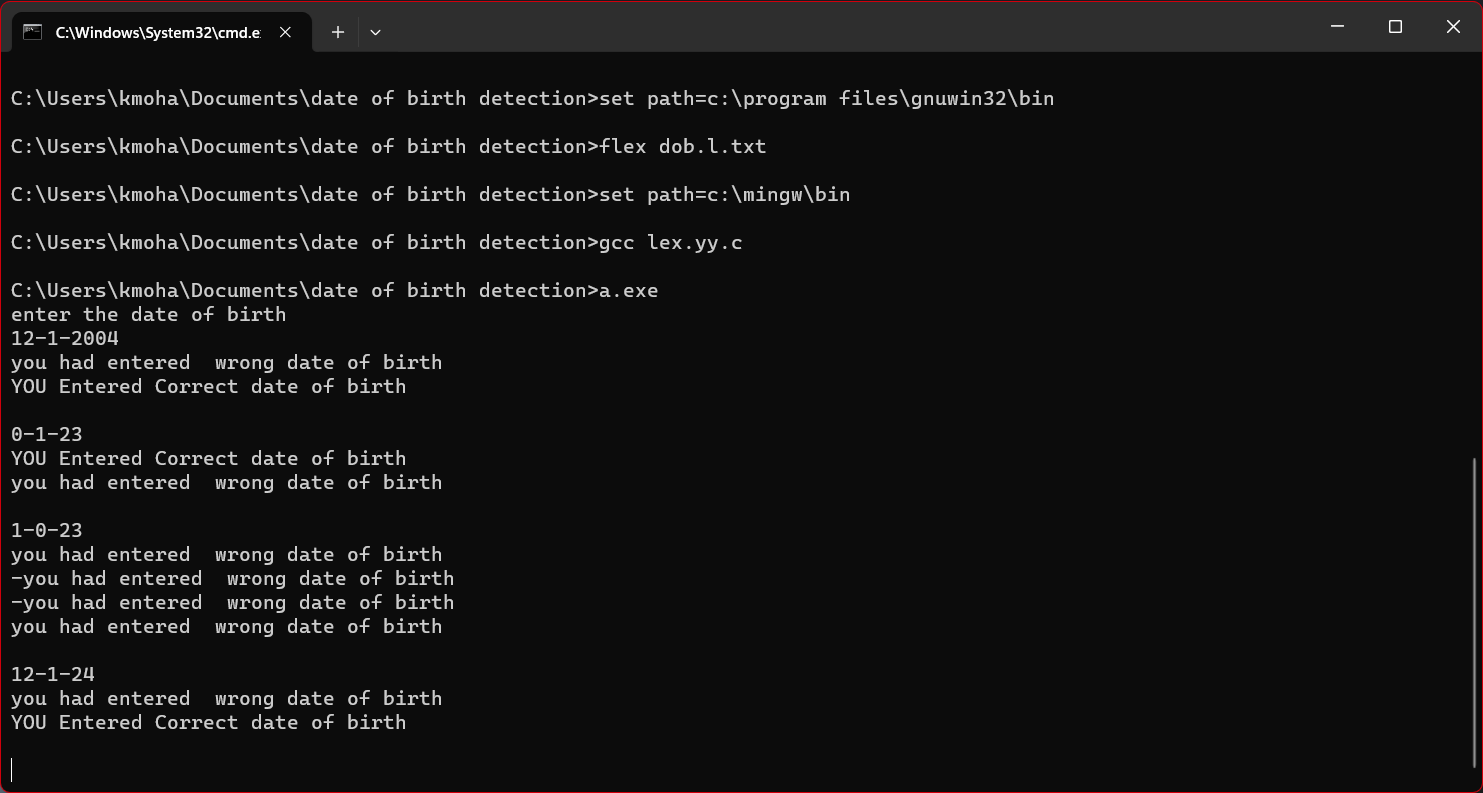 C:\Windows\System32\cmd.e
C:\Users\kmoha\Documents\date of birth detection>set path=c:\program files\gnuwin32\bin
C:\Users\kmoha\Documents\date of birth detection>flex dob.l.txt
C:\Users\kmoha\Documents\date of birth detection>set path=c:\mingw\bin
C:\Users\kmoha\Documents\date of birth detection>gcc lex.yy.c
C:\Users\kmoha\Documents\date of birth detection>a.exe
enter the date of birth
12-1-2004
you had entered  wrong date of birth
YOU Entered Correct date of birth
0-1-23
YOU Entered Correct date of birth
you had entered  wrong date of birth
1-0-23
you had entered  wrong date of birth
-you had entered  wrong date of birth
-you had entered  wrong date of birth
you had entered  wrong date of birth
12-1-24
you had entered  wrong date of birth
YOU Entered Correct date of birth